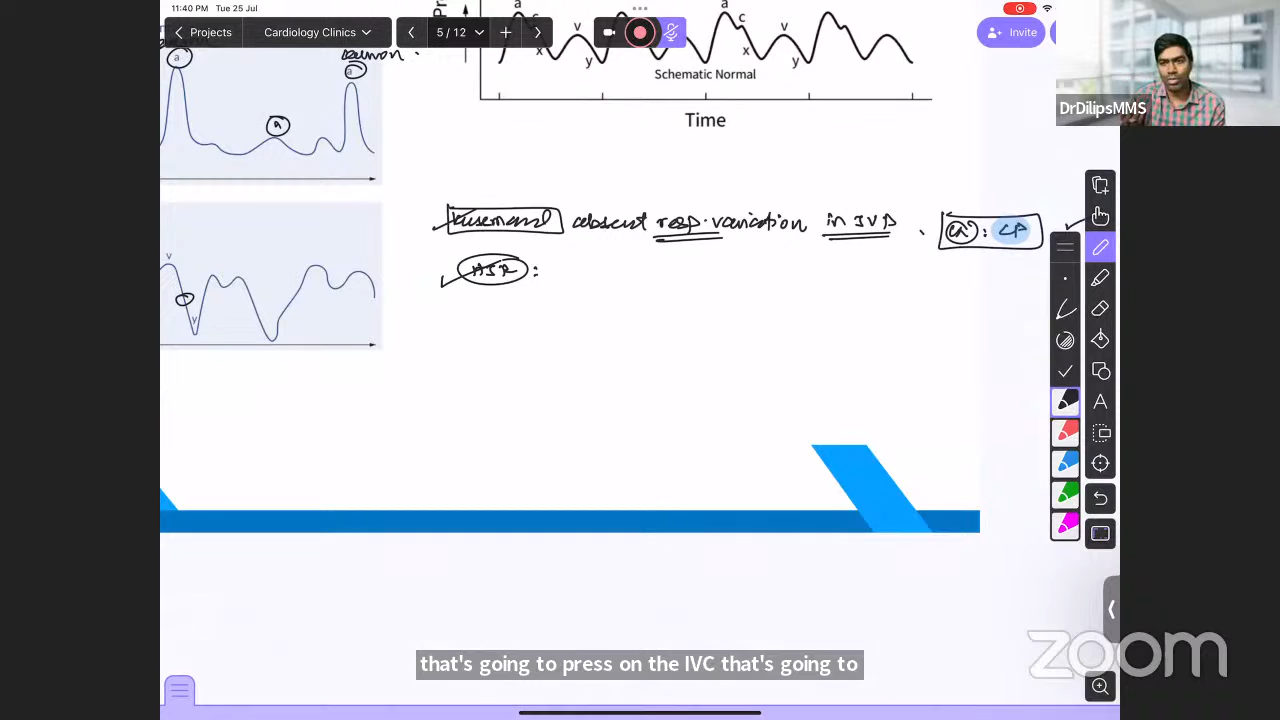 11:40 PM Tue 25 Jul
Projects
Cardiology Clinics
5 / 12
Invite
a
c
v
x
y
a
c
v
x
y
Schematic Normal
Time
DrDilipsMMS
a
a
a
v
y
absent resp. variation in JVP
: CP
AJR :
that's going to press on the IVC that's going to
zoom